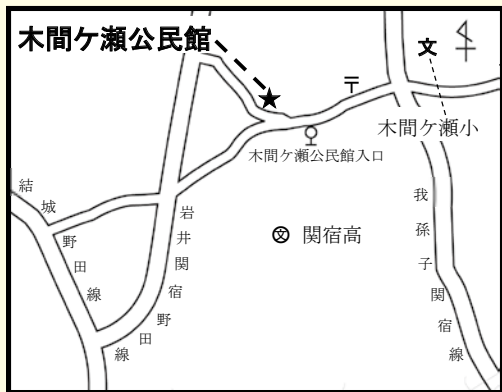 木間ケ瀬公民館
文
〒
木間ケ瀬小
木間ケ瀬公民館入口
結城野田線
岩井関宿野田線
我孫子関宿線
文 関宿高